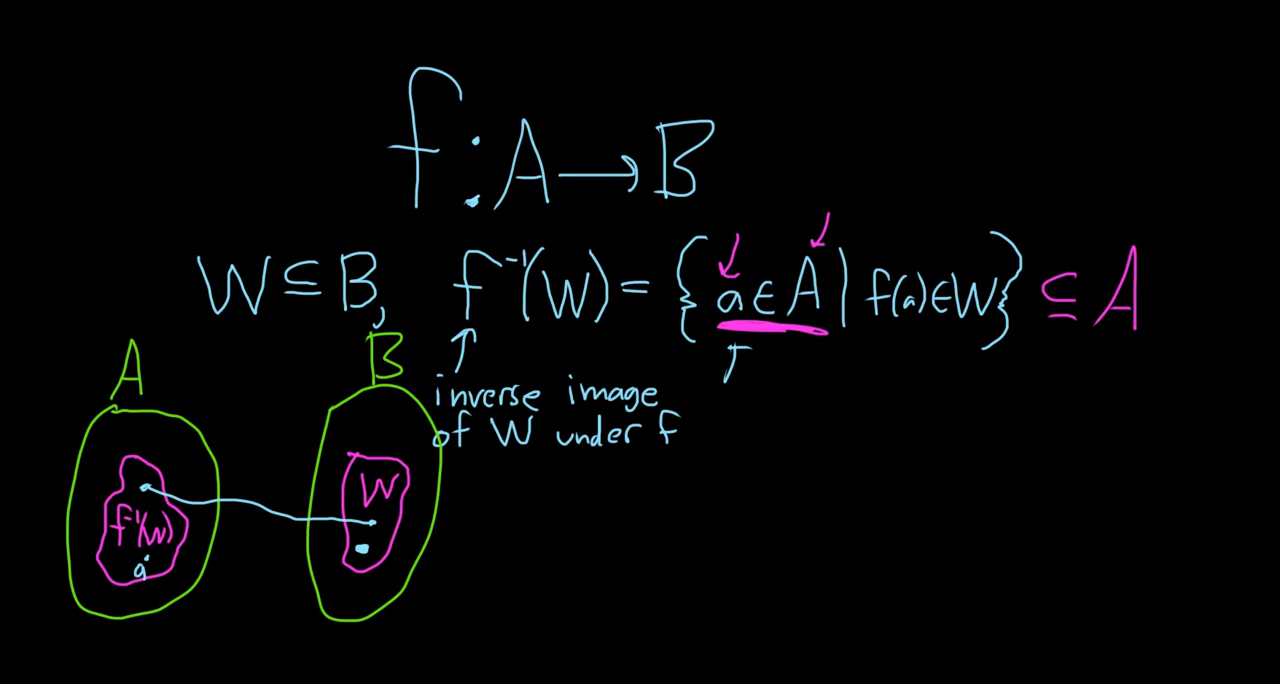 f:A→B
W⊆B, f⁻¹(W)={a∈A|f(a)∈W}⊆A
A
B
inverse image
of W under f
W
f⁻¹(W)
a